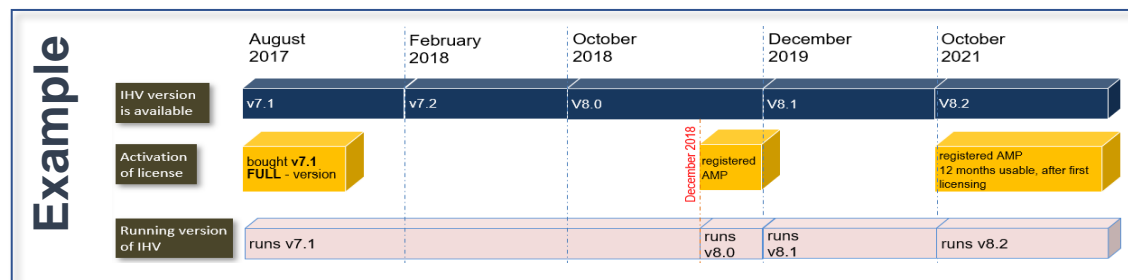 Example
August
2017
February
2018
October
2018
December
2019
October
2021
IHV version
is available
v7.1
v7.2
V8.0
V8.1
V8.2
December 2018
Activation
of license
bought v7.1
FULL - version
registered
AMP
registered AMP
12 months usable, after first
licensing
Running version
of IHV
runs v7.1
runs
v8.0
runs
v8.1
runs v8.2